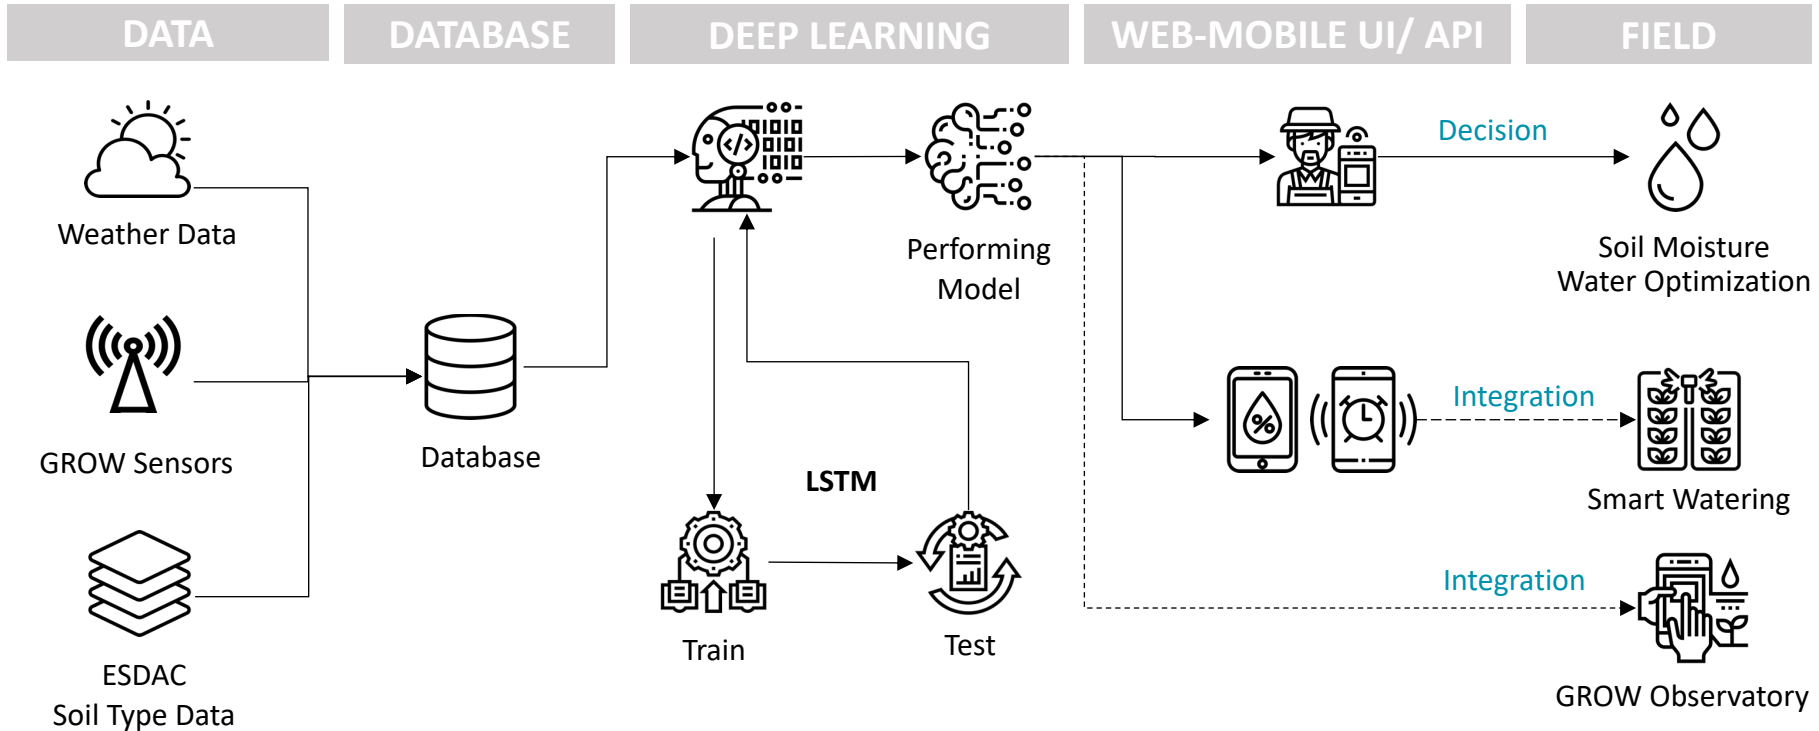 DATA
DATABASE
DEEP LEARNING
WEB-MOBILE UI/ API
FIELD
Weather Data
GROW Sensors
ESDAC
Soil Type Data
Database
</>
01010
Performing
Model
LSTM
Train
Test
Decision
Soil Moisture
Water Optimization
%
Integration
Smart Watering
Integration
GROW Observatory